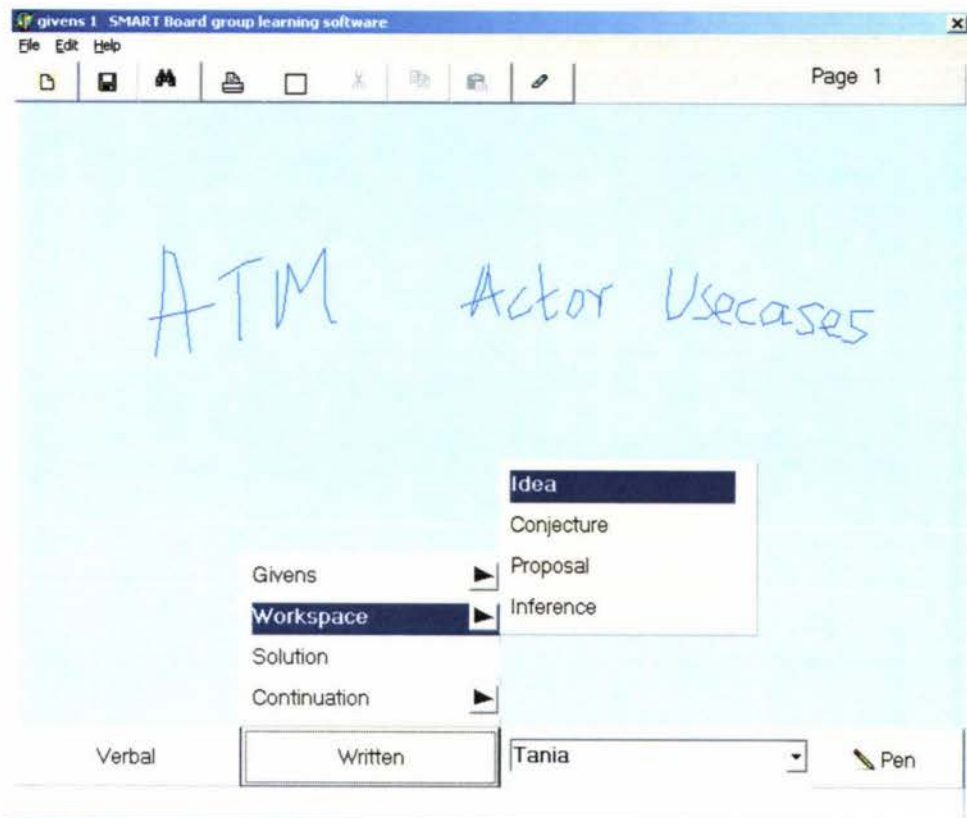 givens 1 SMART Board group learning software
File Edit Help
Page 1
ATM Actor Usecases
Idea
Conjecture
Proposal
Inference
Givens
Workspace
Solution
Continuation
Verbal Written Tania Pen